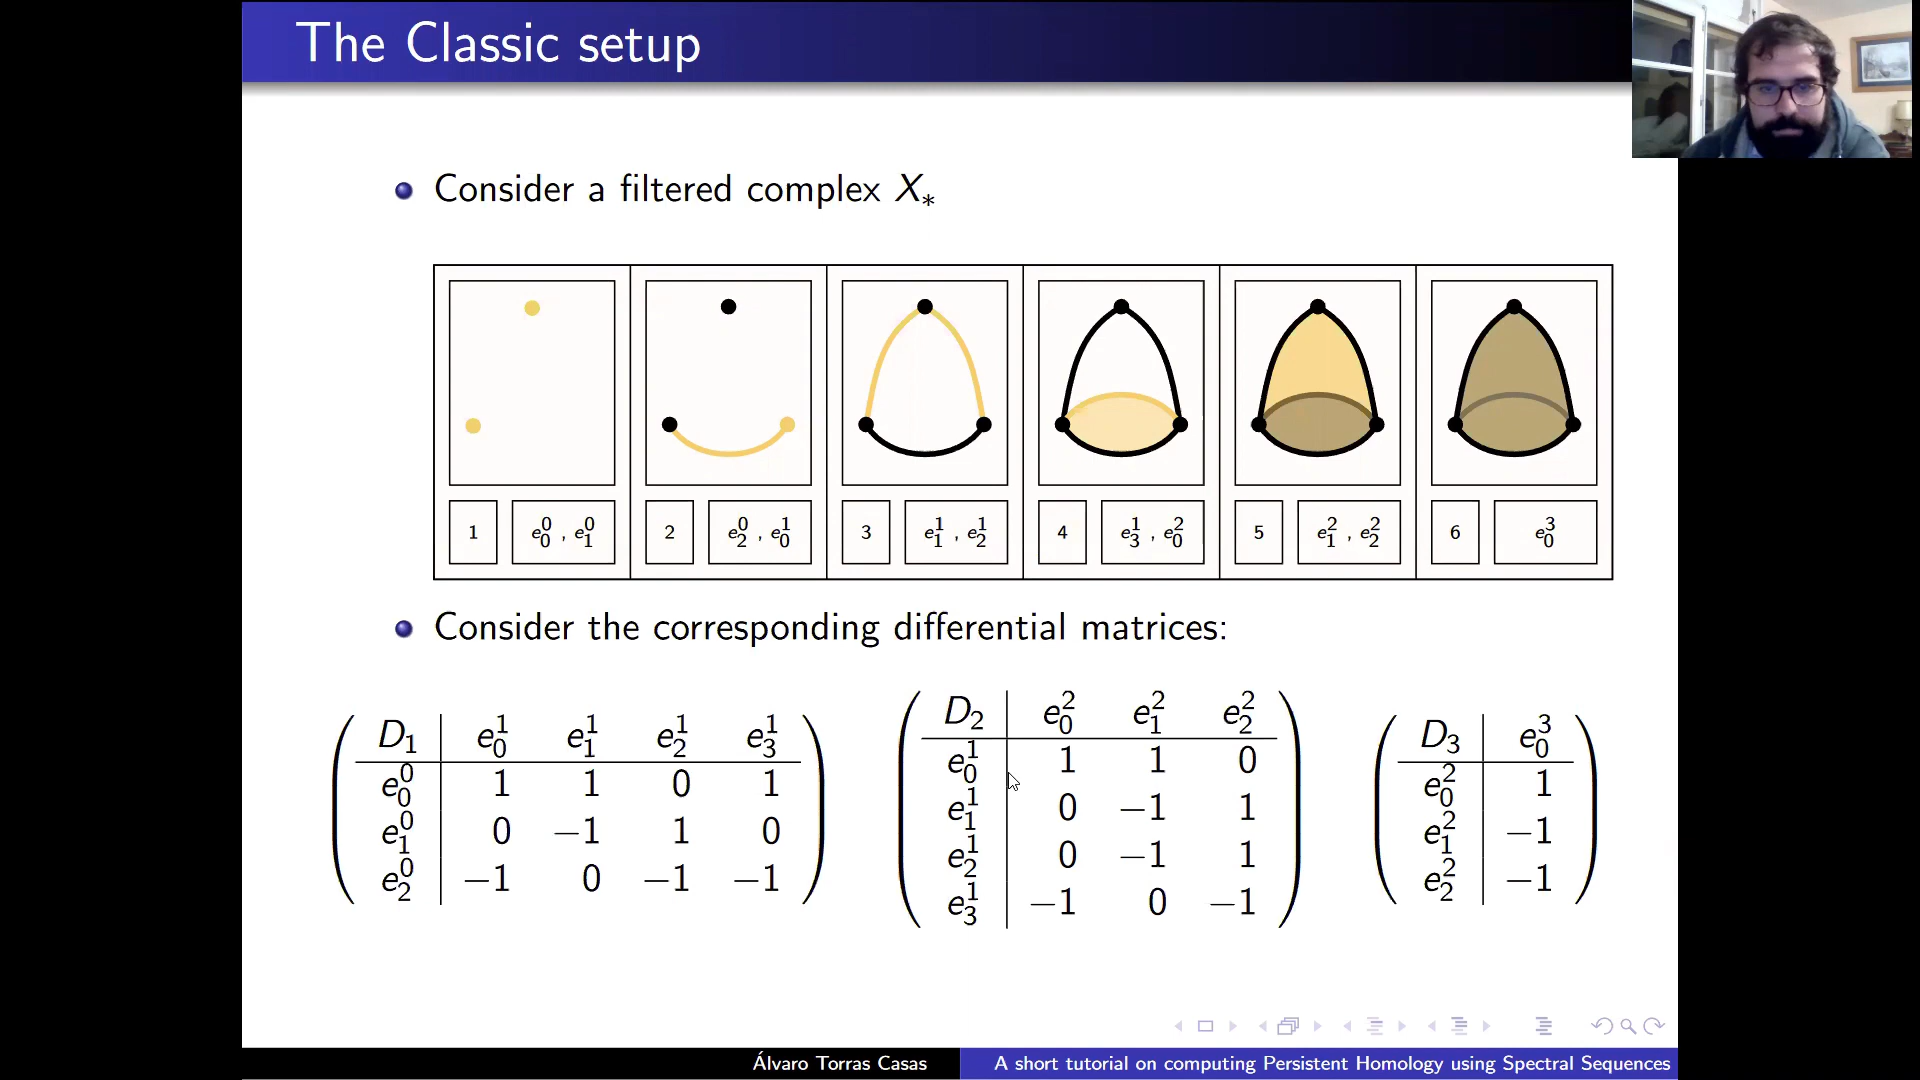 The Classic setup
Consider a filtered complex X_*
1 e^0_0 , e^0_1 2 e^0_2 , e^1_0 3 e^1_1 , e^1_2 4 e^1_3 , e^2_0 5 e^2_1 , e^2_2 6 e^3_0
Consider the corresponding differential matrices:
D_1 e^1_0 e^1_1 e^1_2 e^1_3
e^0_0 1 1 0 1
e^0_1 0 −1 1 0
e^0_2 −1 0 −1 −1
D_2 e^2_0 e^2_1 e^2_2
e^1_0 1 1 0
e^1_1 0 −1 1
e^1_2 0 −1 1
e^1_3 −1 0 −1
D_3 e^3_0
e^2_0 1
e^2_1 −1
e^2_2 −1
Álvaro Torras Casas A short tutorial on computing Persistent Homology using Spectral Sequences